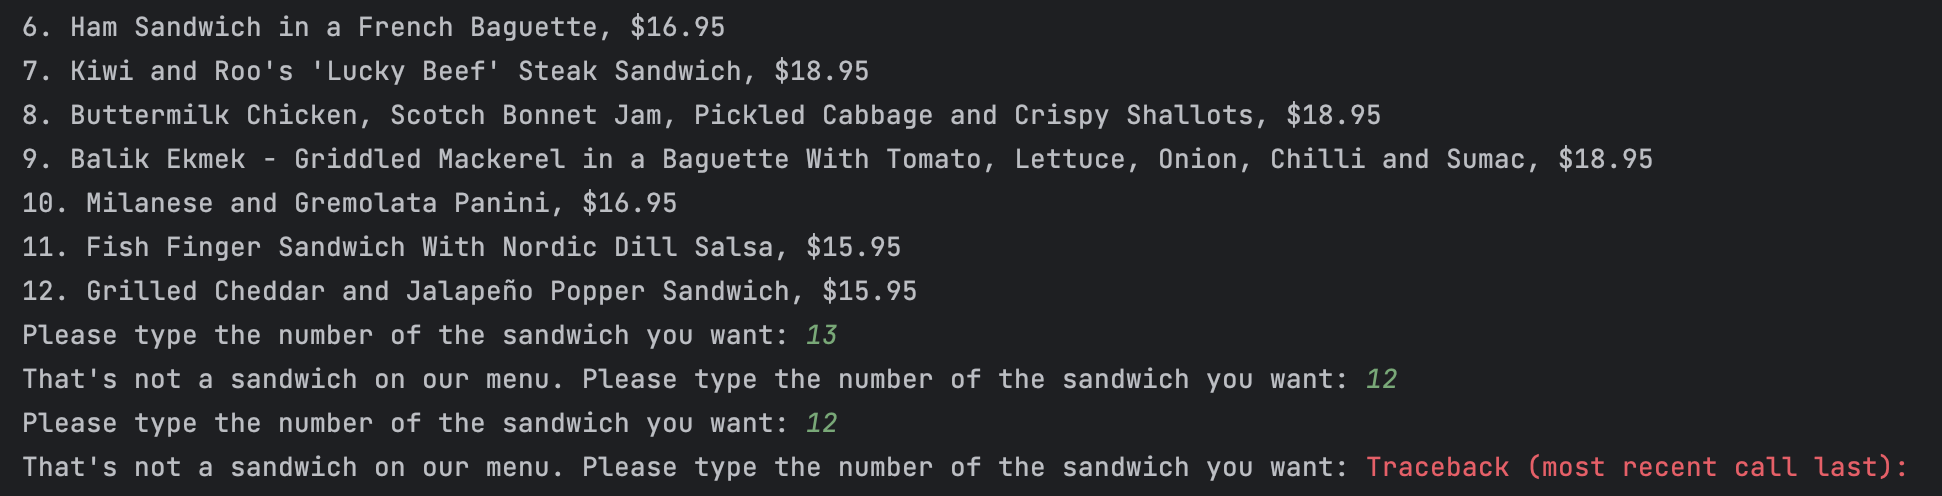 6. Ham Sandwich in a French Baguette, $16.95
7. Kiwi and Roo's 'Lucky Beef' Steak Sandwich, $18.95
8. Buttermilk Chicken, Scotch Bonnet Jam, Pickled Cabbage and Crispy Shallots, $18.95
9. Balik Ekmek - Griddled Mackerel in a Baguette With Tomato, Lettuce, Onion, Chilli and Sumac, $18.95
10. Milanese and Gremolata Panini, $16.95
11. Fish Finger Sandwich With Nordic Dill Salsa, $15.95
12. Grilled Cheddar and Jalapeño Popper Sandwich, $15.95
Please type the number of the sandwich you want: 13
That's not a sandwich on our menu. Please type the number of the sandwich you want: 12
Please type the number of the sandwich you want: 12
That's not a sandwich on our menu. Please type the number of the sandwich you want: Traceback (most recent call last):